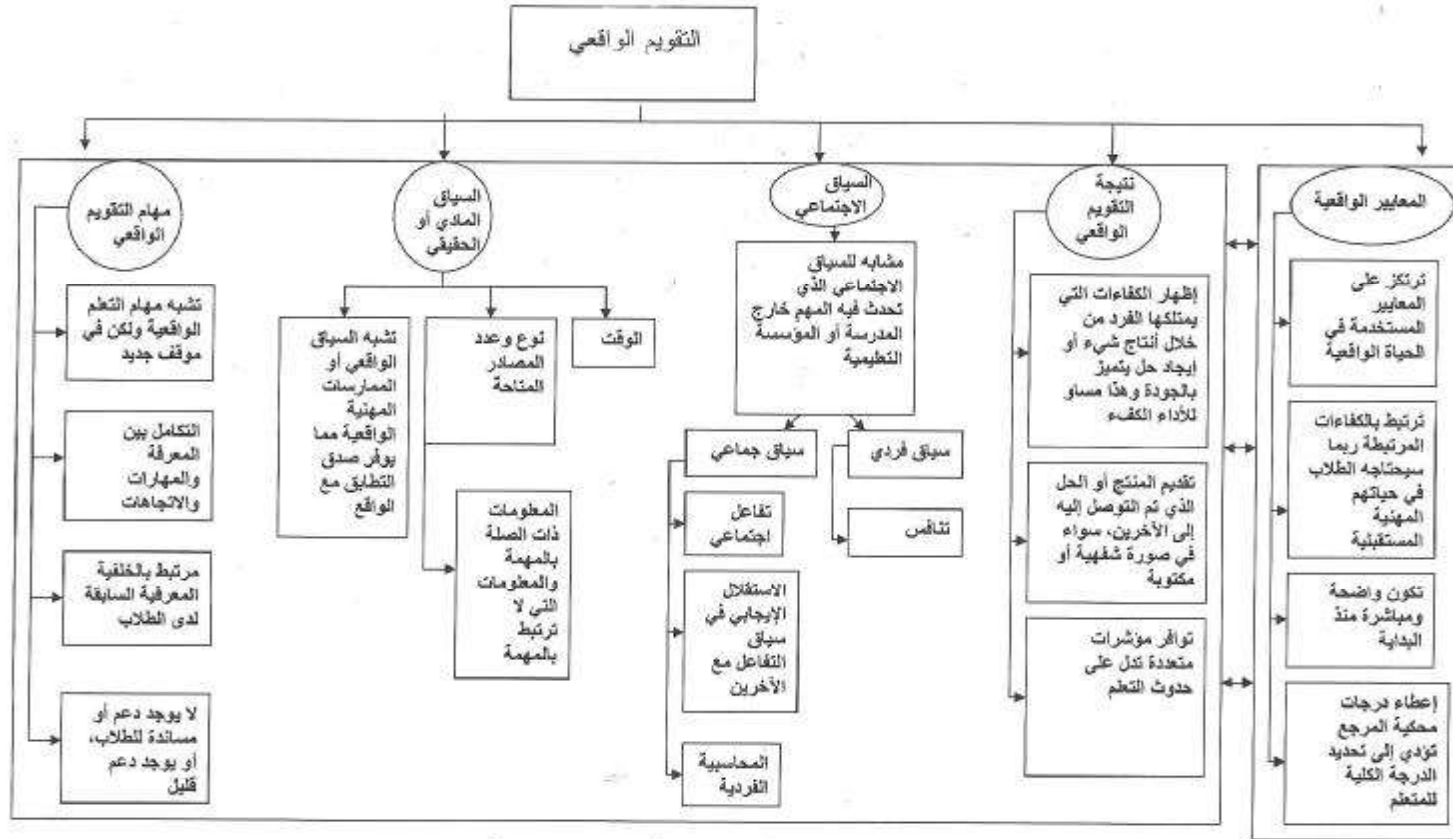 التقويم الواقعي
المعايير الواقعية
ترتكز على
المعايير
المستخدمة في
الحياة الواقعية
ترتبط بالكفاءات
المرتبطة ربما
سيحتاجه الطلاب
في حياتهم
المهنية
المستقبلية
تكون واضحة
ومباشرة منذ
البداية
إعطاء درجات
محكية المرجع
تؤدي إلى تحديد
الدرجة الكلية
للمتعلم
نتيجة
التقويم
الواقعي
إظهار الكفاءات التي
يمتلكها الفرد من
خلال أنتاج شيء أو
إيجاد حل يتميز
بالجودة وهذا مساو
للأداء الكفء
تقديم المنتج أو الحل
الذي تم التوصل إليه
إلى الأخرين، سواء
في صورة شفهية أو
مكتوبة
توافر مؤشرات
متعددة تدل على
حدوث التعلم
السياق
الاجتماعي
مشابه للسياق
الاجتماعي الذي
تحدث فيه المهم خارج
المدرسة أو المؤسسة
التعليمية
سياق فردي
تنافس
سياق جماعي
تفاعل
اجتماعي
الاستقلال
الإيجابي في
سياق
التفاعل مع
الآخرين
المحاسبية
الفردية
السياق
المادي أو
الحقيقي
الوقت
نوع وعدد
المصادر
المتاحة
المعلومات
ذات الصلة
بالمهمة
والمعلومات
التي لا
ترتبط
بالمهمة
تشبه السياق
الواقعي أو
الممارسات
المهنية
الواقعية مما
يوفر صدق
التطابق مع
الواقع
مهام التقويم
الواقعي
تشبه مهام التعلم
الواقعية ولكن في
موقف جديد
التكامل بين
المعرفة
والمهارات
والاتجاهات
مرتبط بالخلفية
المعرفية السابقة
لدى الطلاب
لا يوجد دعم أو
مساندة للطلاب،
أو يوجد دعم
قليل